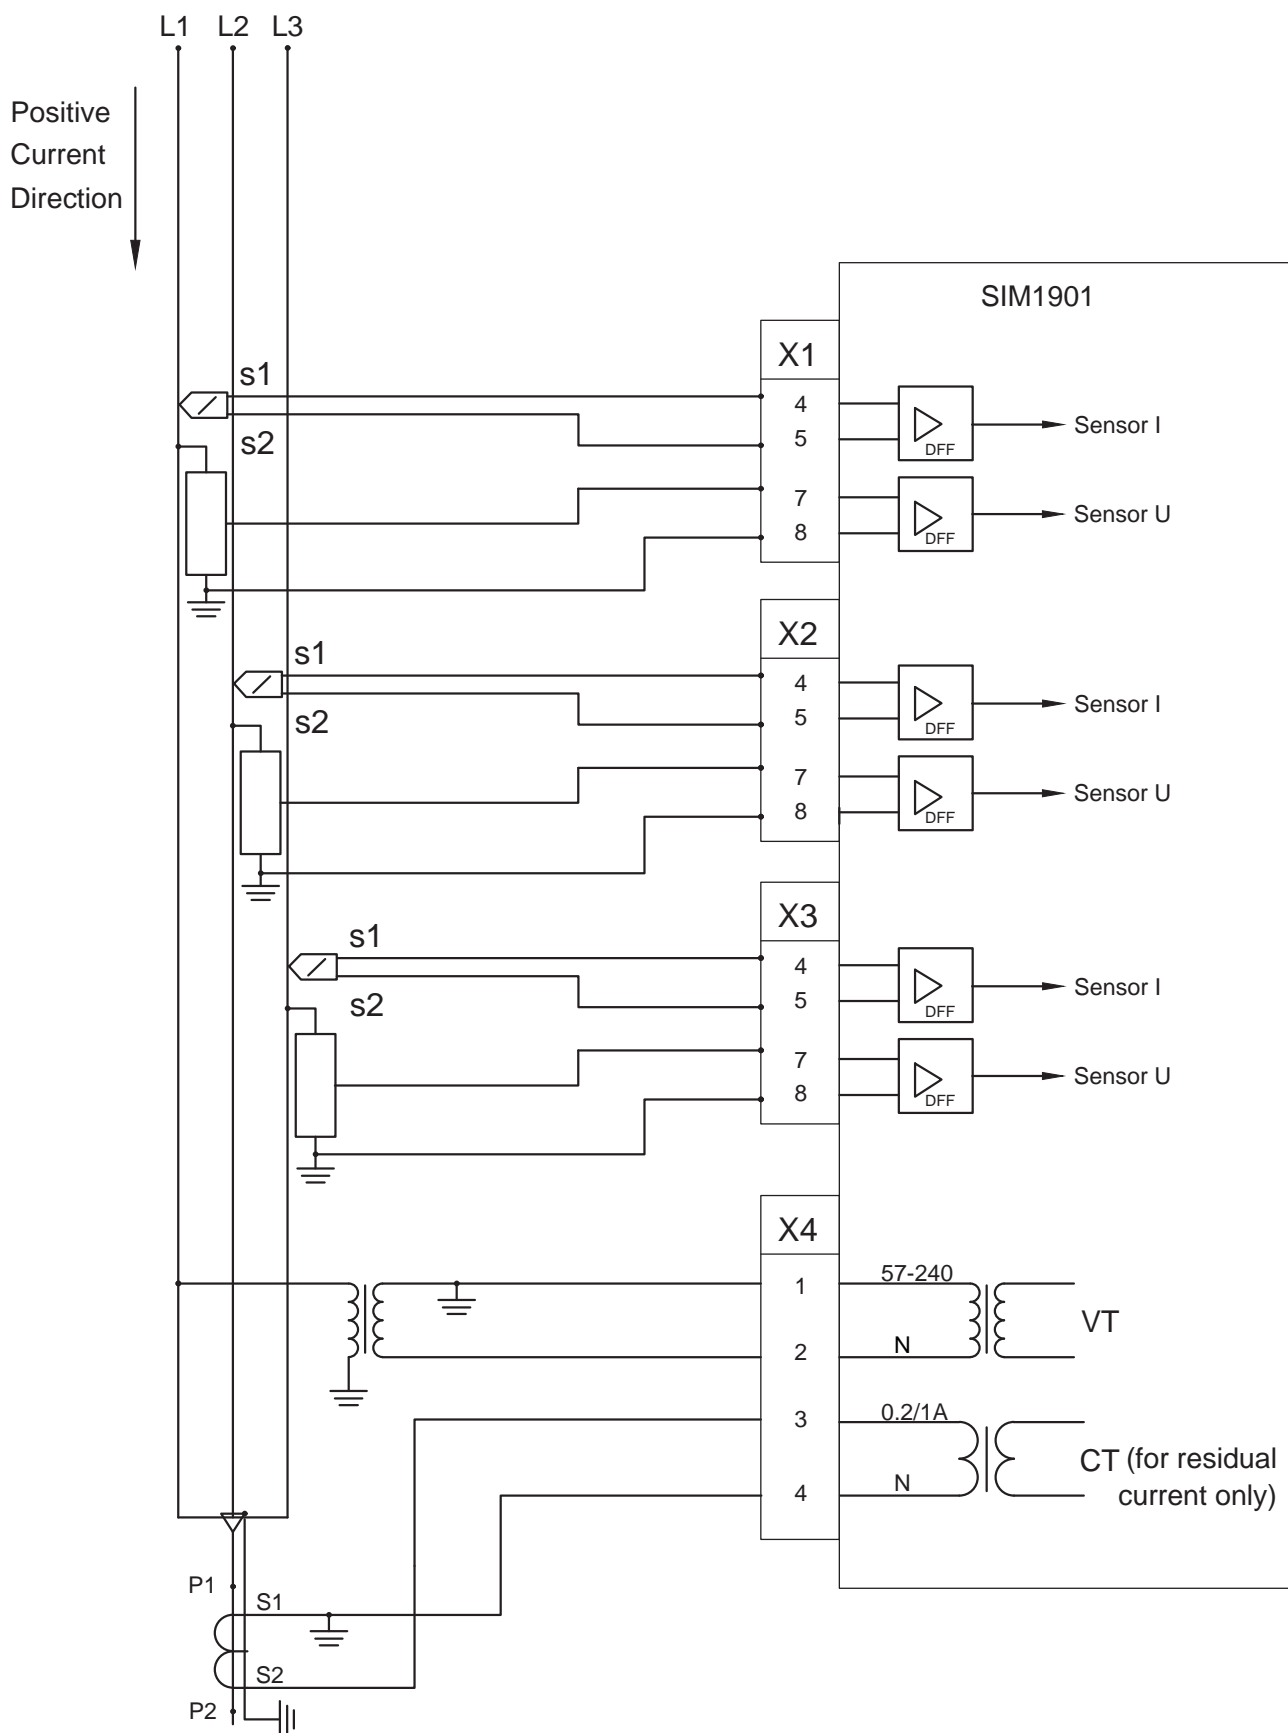 L1 L2 L3
Positive
Current
Direction
SIM1901
X1
s1
4
Sensor I
5
DFF
s2
7
Sensor U
8
DFF
X2
s1
4
Sensor I
5
DFF
s2
7
Sensor U
8
DFF
X3
s1
4
Sensor I
5
DFF
s2
7
Sensor U
8
DFF
X4
1
57-240
VT
2
N
3
0.2/1A
CT (for residual
current only)
4
N
P1
S1
S2
P2